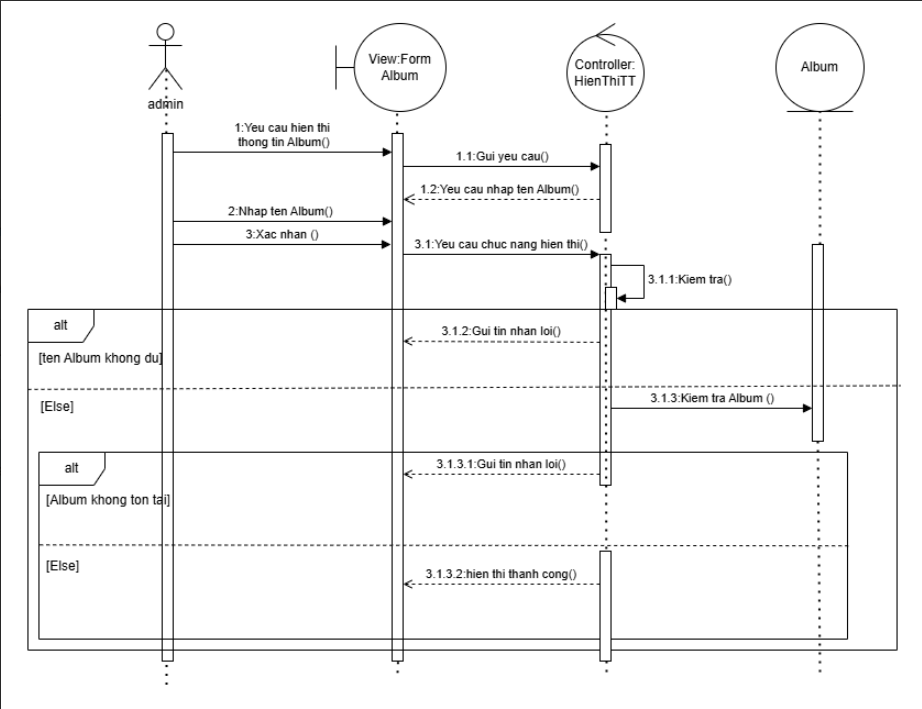 View:Form
Album
Controller:
HienThiTT
Album
admin
1:Yeu cau hien thi
thong tin Album()
1.1:Gui yeu cau()
1.2:Yeu cau nhap ten Album()
2:Nhap ten Album()
3:Xac nhan ()
3.1:Yeu cau chuc nang hien thi()
3.1.1:Kiem tra()
alt
3.1.2:Gui tin nhan loi()
[ten Album khong du]
[Else]
3.1.3:Kiem tra Album ()
alt
3.1.3.1:Gui tin nhan loi()
[Album khong ton tai]
[Else]
3.1.3.2:hien thi thanh cong()